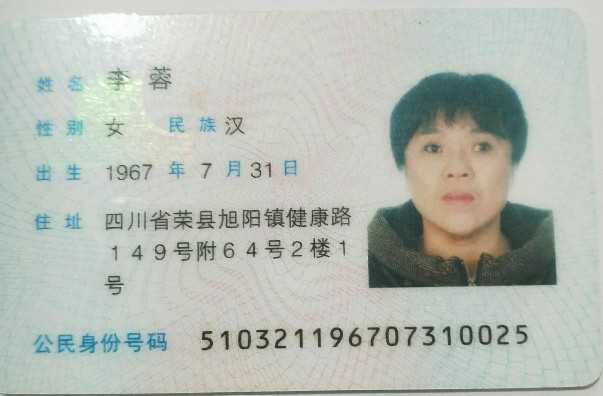 姓名 李蓉
性别 女 民族 汉
出生 1967 年 7 月 31 日
住址 四川省荣县旭阳镇健康路
149号附64号2楼1
号
公民身份号码 510321196707310025